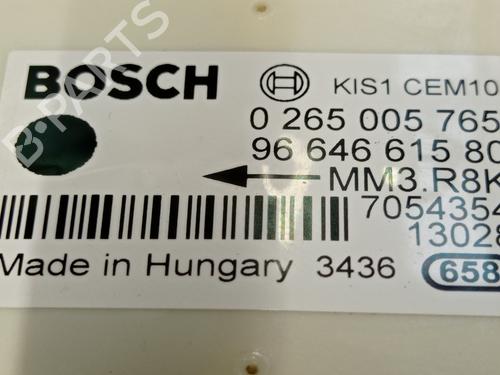 BOSCH KIS1 CEM10
0 265 005 765
96 646 615 80
MM3.R8K
7054354
13028
Made in Hungary 3436 658
B-PARTS